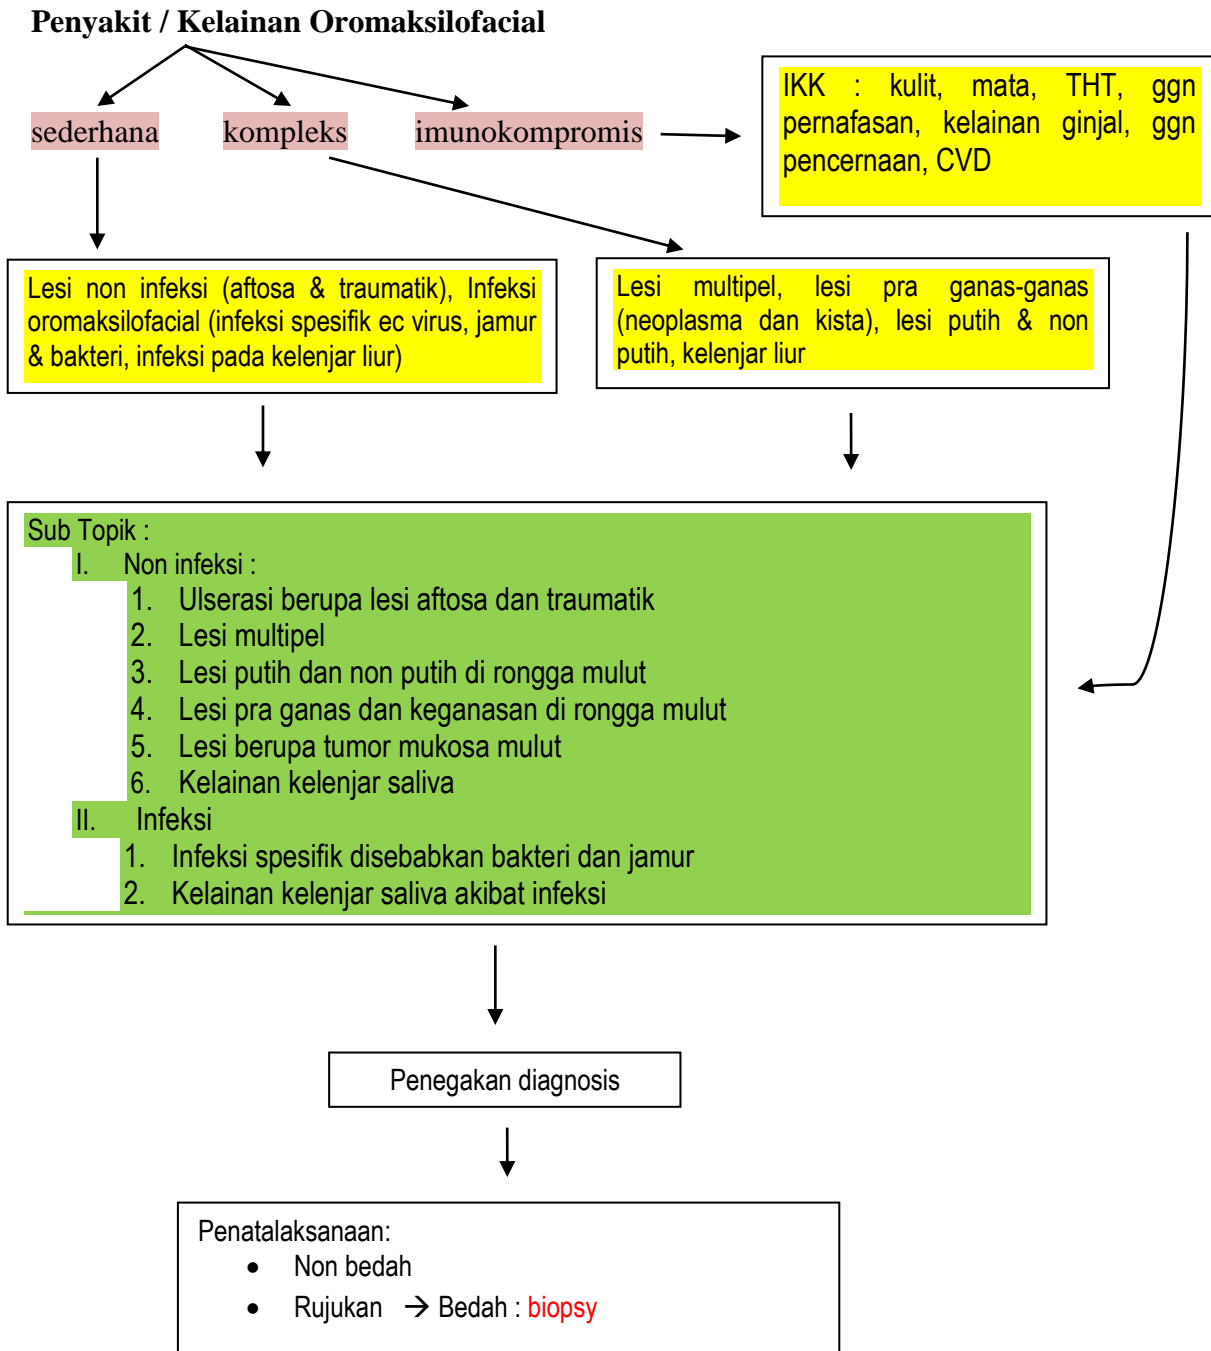 Penyakit / Kelainan Oromaksilofacial
sederhana
kompleks
imunokompromis
IKK : kulit, mata, THT, ggn
pernafasan, kelainan ginjal, ggn
pencernaan, CVD
Lesi non infeksi (aftosa & traumatik), Infeksi
oromaksilofacial (infeksi spesifik ec virus, jamur
& bakteri, infeksi pada kelenjar liur)
Lesi multipel, lesi pra ganas-ganas
(neoplasma dan kista), lesi putih & non
putih, kelenjar liur
Sub Topik :
I. Non infeksi :
1. Ulserasi berupa lesi aftosa dan traumatik
2. Lesi multipel
3. Lesi putih dan non putih di rongga mulut
4. Lesi pra ganas dan keganasan di rongga mulut
5. Lesi berupa tumor mukosa mulut
6. Kelainan kelenjar saliva
II. Infeksi
1. Infeksi spesifik disebabkan bakteri dan jamur
2. Kelainan kelenjar saliva akibat infeksi
Penegakan diagnosis
Penatalaksanaan:
• Non bedah
• Rujukan → Bedah : biopsy